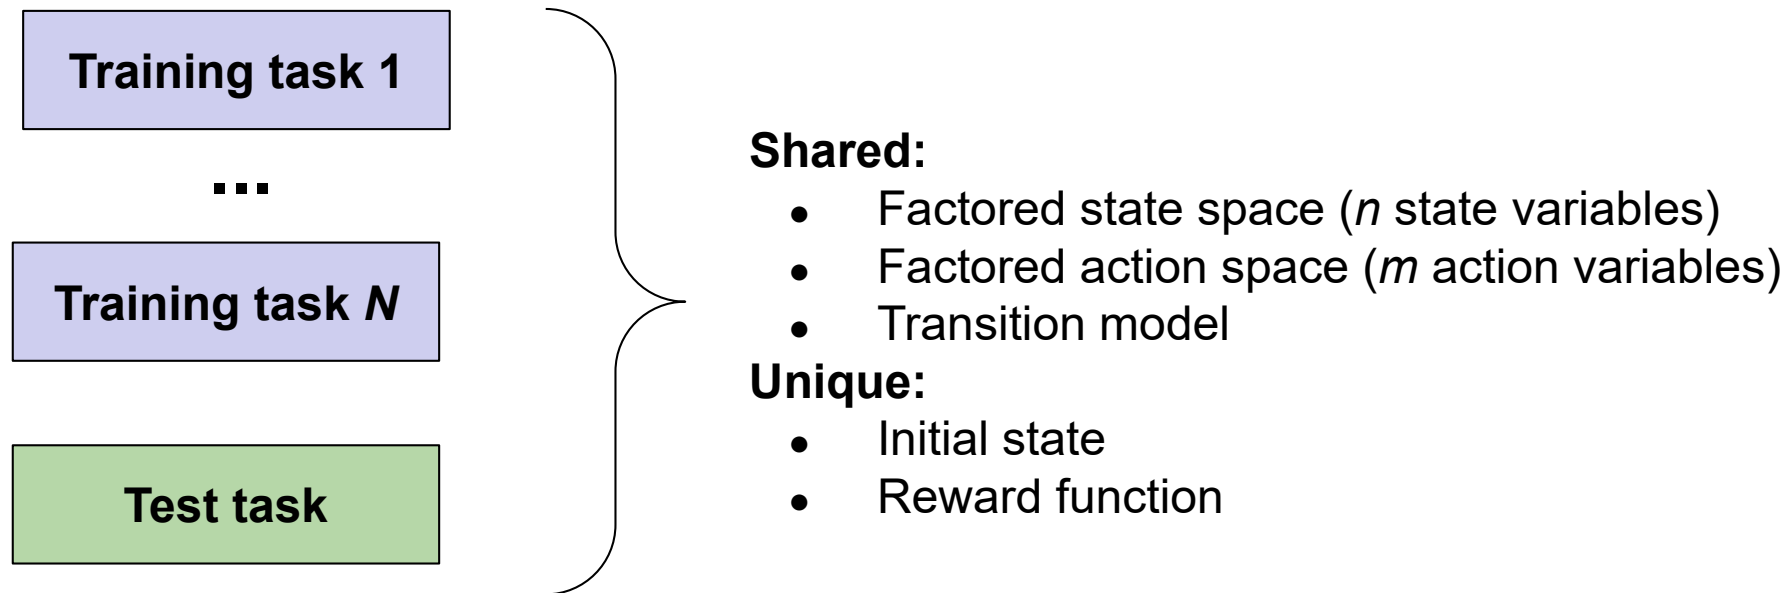 Training task 1
...
Training task N
Test task
Shared:
● Factored state space (n state variables)
● Factored action space (m action variables)
● Transition model
Unique:
● Initial state
● Reward function